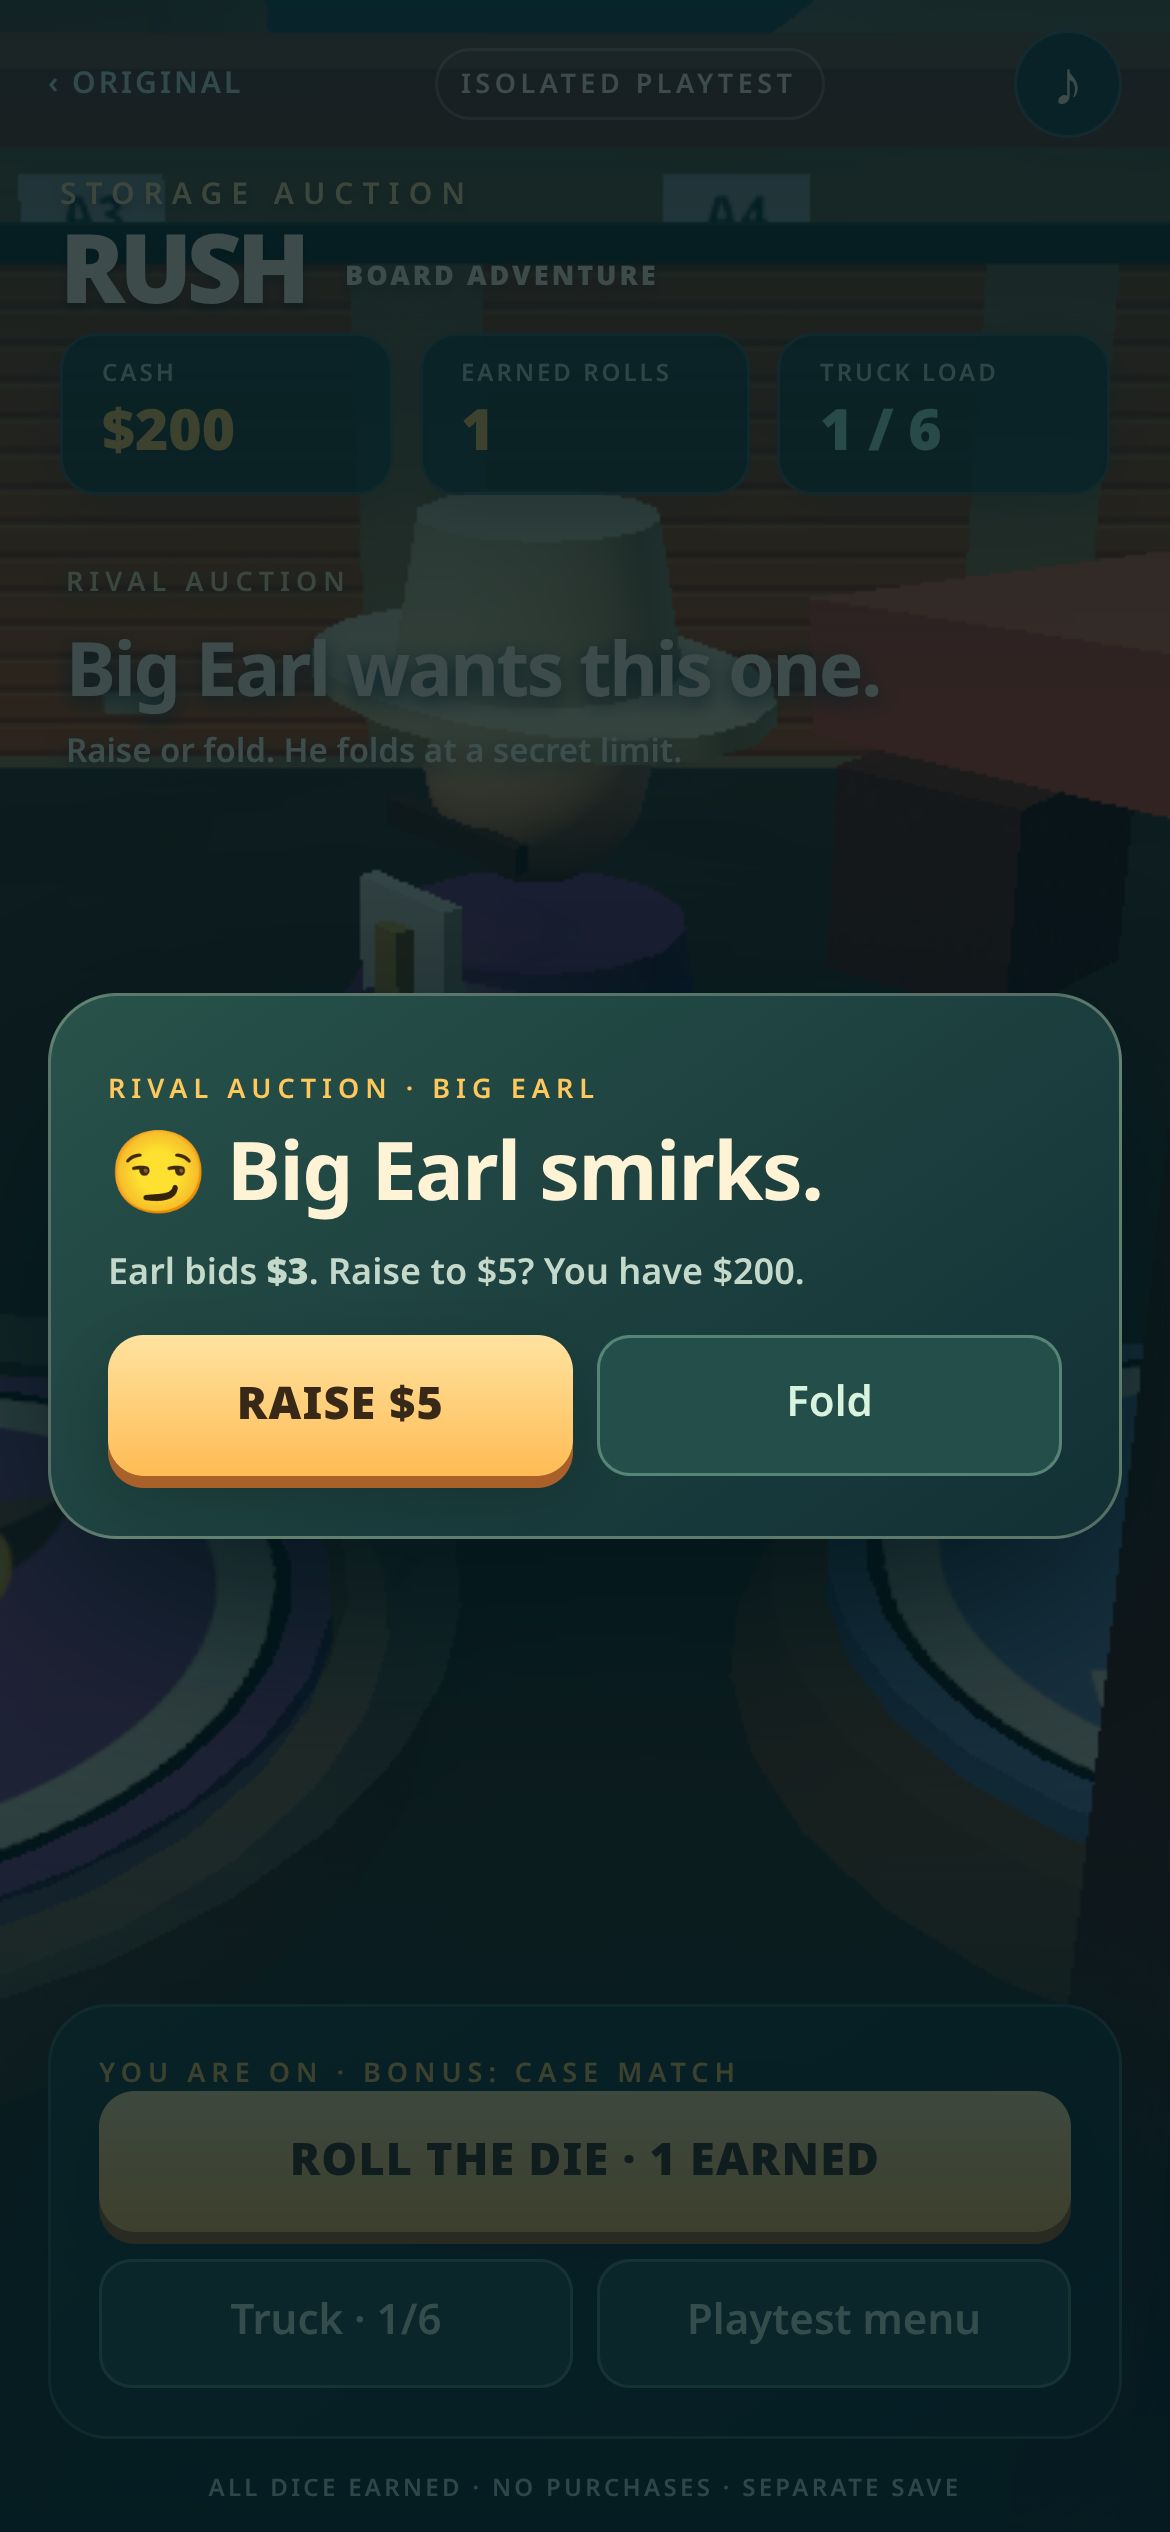 ‹ ORIGINAL
ISOLATED PLAYTEST
♪
A3
A4
STORAGE AUCTION
RUSH BOARD ADVENTURE
CASH
$200
EARNED ROLLS
1
TRUCK LOAD
1 / 6
RIVAL AUCTION
Big Earl wants this one.
Raise or fold. He folds at a secret limit.
RIVAL AUCTION · BIG EARL
😏 Big Earl smirks.
Earl bids $3. Raise to $5? You have $200.
RAISE $5
Fold
YOU ARE ON · BONUS: CASE MATCH
ROLL THE DIE · 1 EARNED
Truck · 1/6
Playtest menu
ALL DICE EARNED · NO PURCHASES · SEPARATE SAVE